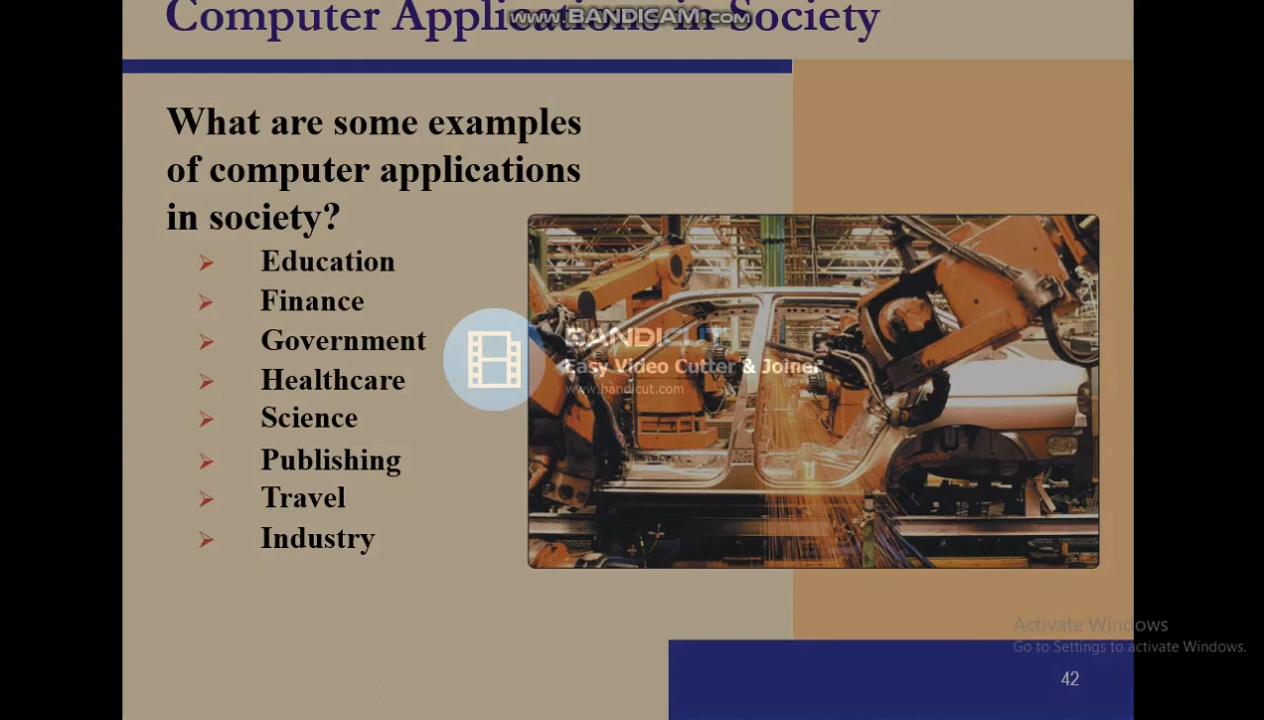 Computer Applications in Society
www.BANDICAM.com
What are some examples
of computer applications
in society?
Education
Finance
Government
Healthcare
Science
Publishing
Travel
Industry
BANDICUT
Easy Video Cutter & Joiner
www.bandicut.com
Activate Windows
Go to Settings to activate Windows.
42